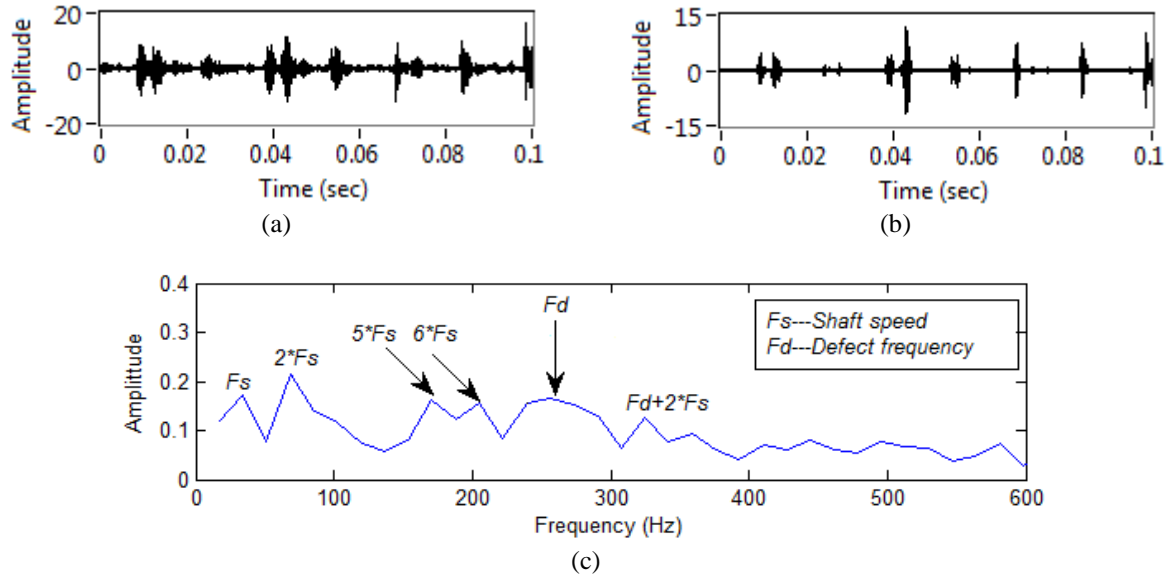 20
0
-20
Amplitude
0 0.02 0.04 0.06 0.08 0.1
Time (sec)
(a)
15
0
-15
Amplitude
0 0.02 0.04 0.06 0.08 0.1
Time (sec)
(b)
0.4
0.3
0.2
0.1
0
Amplittude
Fs
2*Fs
5*Fs 6*Fs
Fd
Fd+2*Fs
Fs---Shaft speed
Fd---Defect frequency
0 100 200 300 400 500 600
Frequency (Hz)
(c)